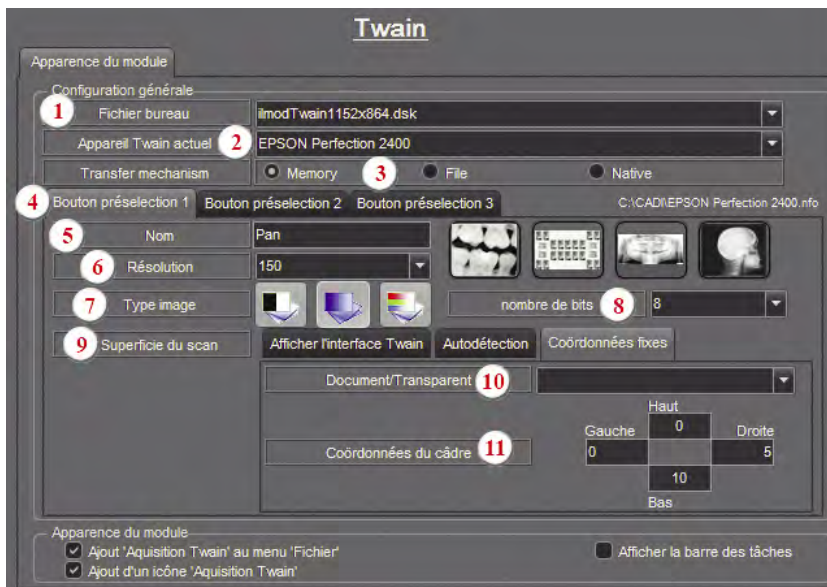 Twain
Apparence du module
Configuration générale
1 Fichier bureau ilmodTwain1152x864.dsk
Appareil Twain actuel 2 EPSON Perfection 2400
Transfer mechanism Memory 3 File Native
4 Bouton préselection 1 Bouton préselection 2 Bouton préselection 3 C:\CADI\EPSON Perfection 2400.nfo
5 Nom Pan
6 Résolution 150
7 Type image nombre de bits 8 8
9 Superficie du scan Afficher l'interface Twain Autodétection Coördonnées fixes
Document/Transparent 10
Haut
Gauche 0 Droite
Coördonnées du câdre 11 0 5
10
Bas
Apparence du module
Ajout 'Aquisition Twain' au menu 'Fichier' Afficher la barre des tâches
Ajout d'un icône 'Aquisition Twain'